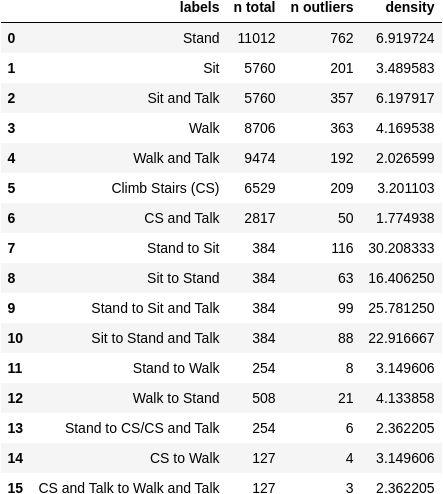 labels n total n outliers density
0 Stand 11012 762 6.919724
1 Sit 5760 201 3.489583
2 Sit and Talk 5760 357 6.197917
3 Walk 8706 363 4.169538
4 Walk and Talk 9474 192 2.026599
5 Climb Stairs (CS) 6529 209 3.201103
6 CS and Talk 2817 50 1.774938
7 Stand to Sit 384 116 30.208333
8 Sit to Stand 384 63 16.406250
9 Stand to Sit and Talk 384 99 25.781250
10 Sit to Stand and Talk 384 88 22.916667
11 Stand to Walk 254 8 3.149606
12 Walk to Stand 508 21 4.133858
13 Stand to CS/CS and Talk 254 6 2.362205
14 CS to Walk 127 4 3.149606
15 CS and Talk to Walk and Talk 127 3 2.362205